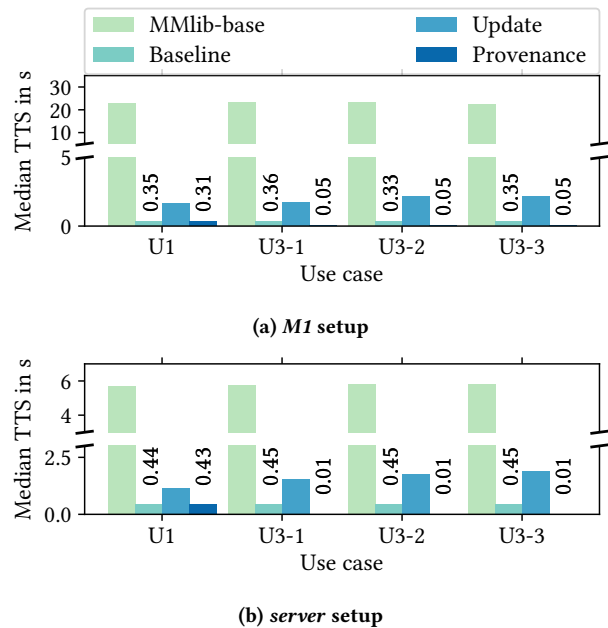 MMlib-base Update
Baseline Provenance
Median TTS in s
30
20
10
5
0
0.35 0.31 0.36 0.05 0.33 0.05 0.35 0.05
U1 U3-1 U3-2 U3-3
Use case
(a) M1 setup
Median TTS in s
6
4
2.5
0.0
0.44 0.43 0.45 0.01 0.45 0.01 0.45 0.01
U1 U3-1 U3-2 U3-3
Use case
(b) server setup